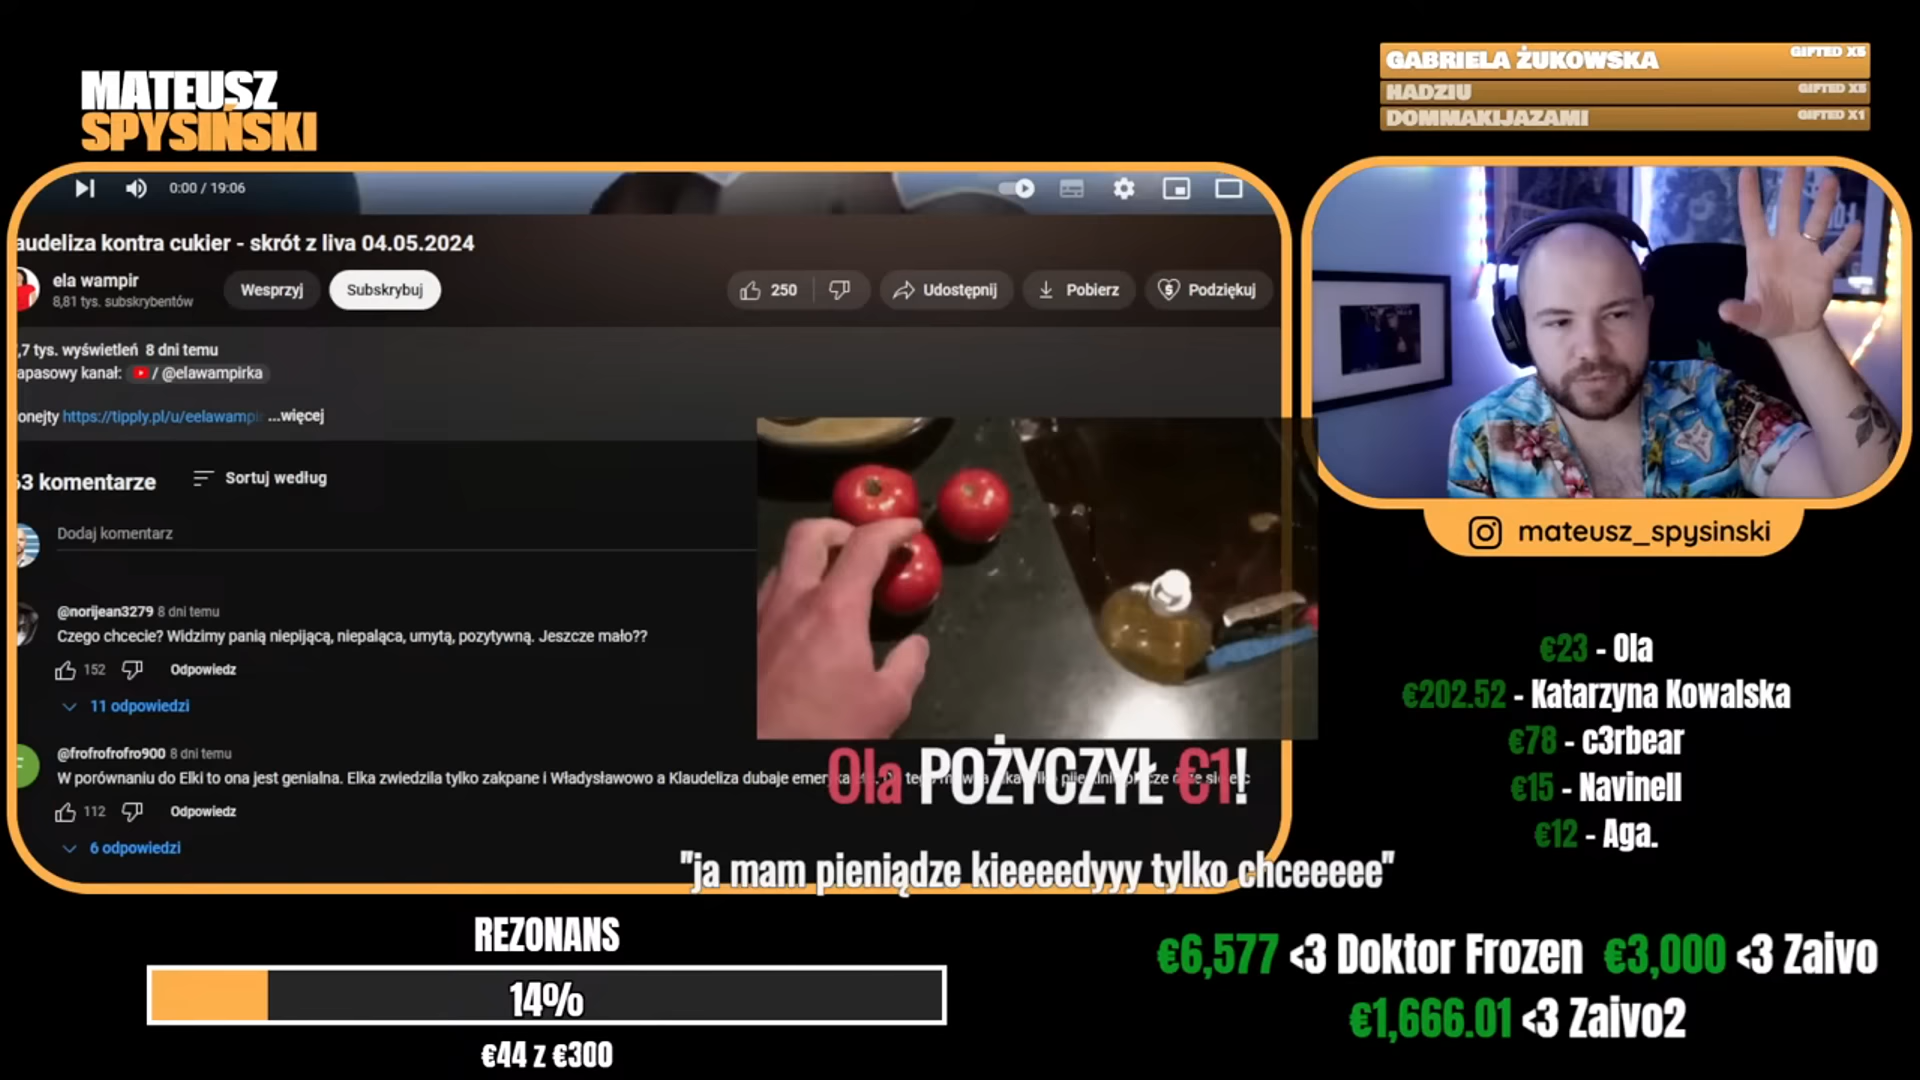 MATEUSZ
SPYSIŃSKI
GABRIELA ŻUKOWSKA GIFTED X5
HADZIU GIFTED X5
DOMMAKIJAZAMI GIFTED X1
0:00 / 19:06
audeliza kontra cukier - skrót z liva 04.05.2024
ela wampir
8,81 tys. subskrybentów
Wesprzyj
Subskrybuj
250
Udostępnij
Pobierz
Podziękuj
,7 tys. wyświetleń 8 dni temu
apasowy kanał: / @elawampirka
onejty https://tipply.pl/u/eelawampi ...więcej
53 komentarze
Sortuj według
Dodaj komentarz
@norijean3279 8 dni temu
Czego chcecie? Widzimy panią niepijącą, niepaląca, umytą, pozytywną. Jeszcze mało??
152
Odpowiedz
11 odpowiedzi
@frofrofrofro900 8 dni temu
W porównaniu do Elki to ona jest genialna. Elka zwiedziła tylko zakpane i Władysławowo a Klaudeliza dubaje
112
Odpowiedz
6 odpowiedzi
Ola POŻYCZYŁ €1!
"ja mam pieniądze kieeeedyyy tylko chceeeee"
mateusz_spysinski
€23 - Ola
€202.52 - Katarzyna Kowalska
€78 - c3rbear
€15 - Navinell
€12 - Aga.
REZONANS
14%
€44 z €300
€6,577 <3 Doktor Frozen €3,000 <3 Zaivo
€1,666.01 <3 Zaivo2